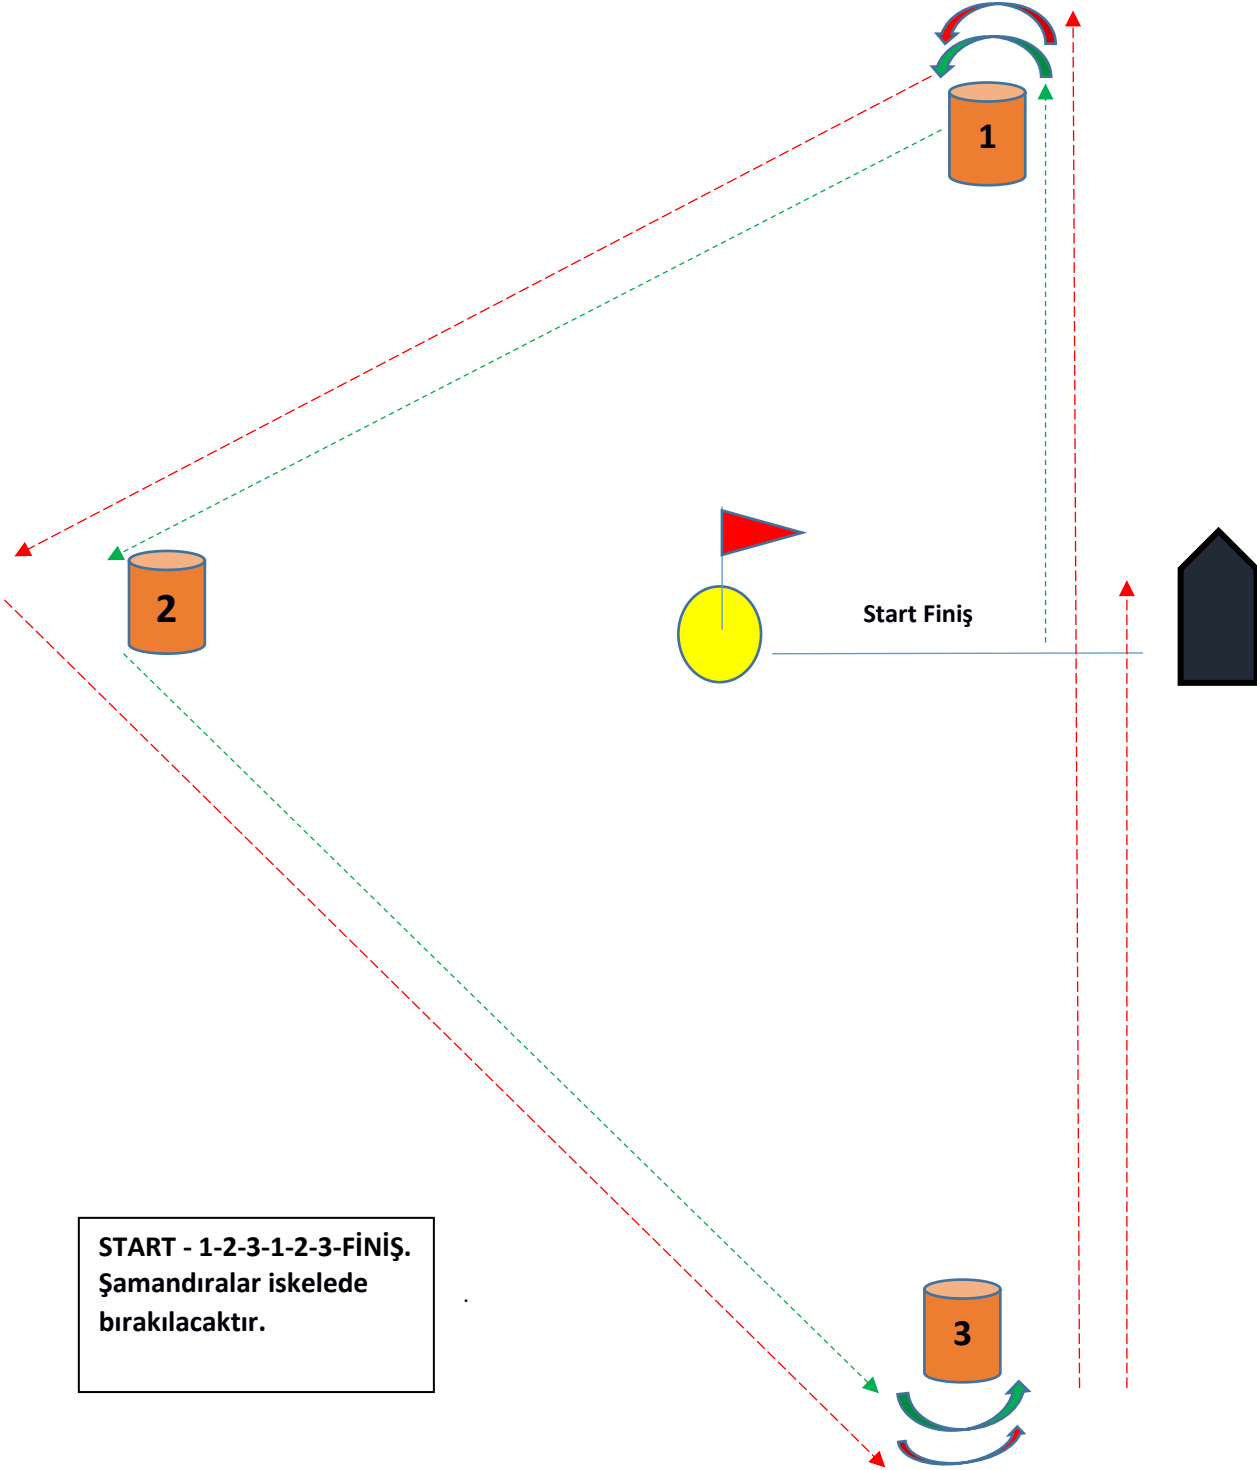 1
2
Start Finiş
START - 1-2-3-1-2-3-FİNİŞ.
Şamandıralar iskelede
bırakılacaktır.
.
3